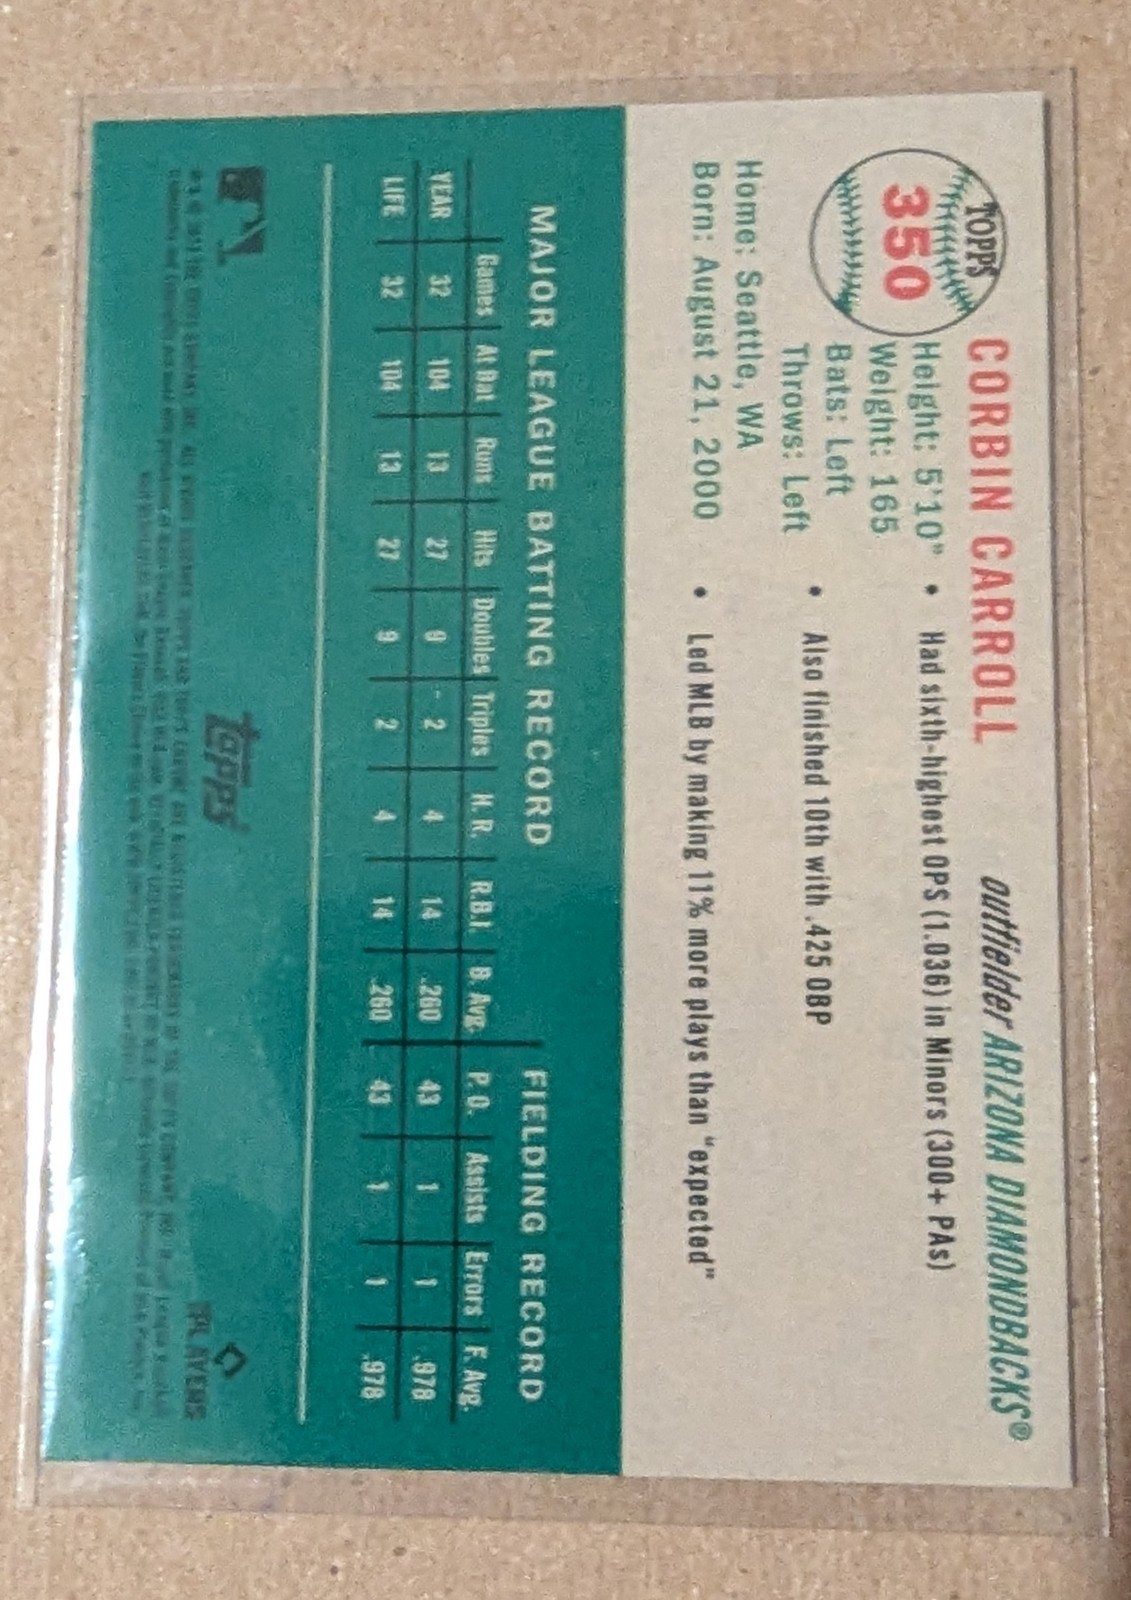 TOPPS
350
CORBIN CARROLL
outfielder ARIZONA DIAMONDBACKS®
Height: 5'10"
Weight: 165
Bats: Left
Throws: Left
Home: Seattle, WA
Born: August 21, 2000
• Had sixth-highest OPS (1.036) in Minors (300+ PAs)
• Also finished 10th with .425 OBP
• Led MLB by making 11% more plays than "expected"
MAJOR LEAGUE BATTING RECORD FIELDING RECORD
Games At Bat Runs Hits Doubles Triples H.R. R.B.I. B. Avg. P.O. Assists Errors F. Avg.
YEAR 32 104 13 27 9 2 4 14 .260 43 1 1 .978
LIFE 32 104 13 27 9 2 4 14 .260 43 1 1 .978
topps
PLAYERS